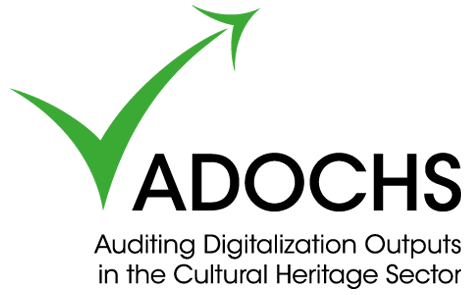 ADOCHS
Auditing Digitalization Outputs
in the Cultural Heritage Sector